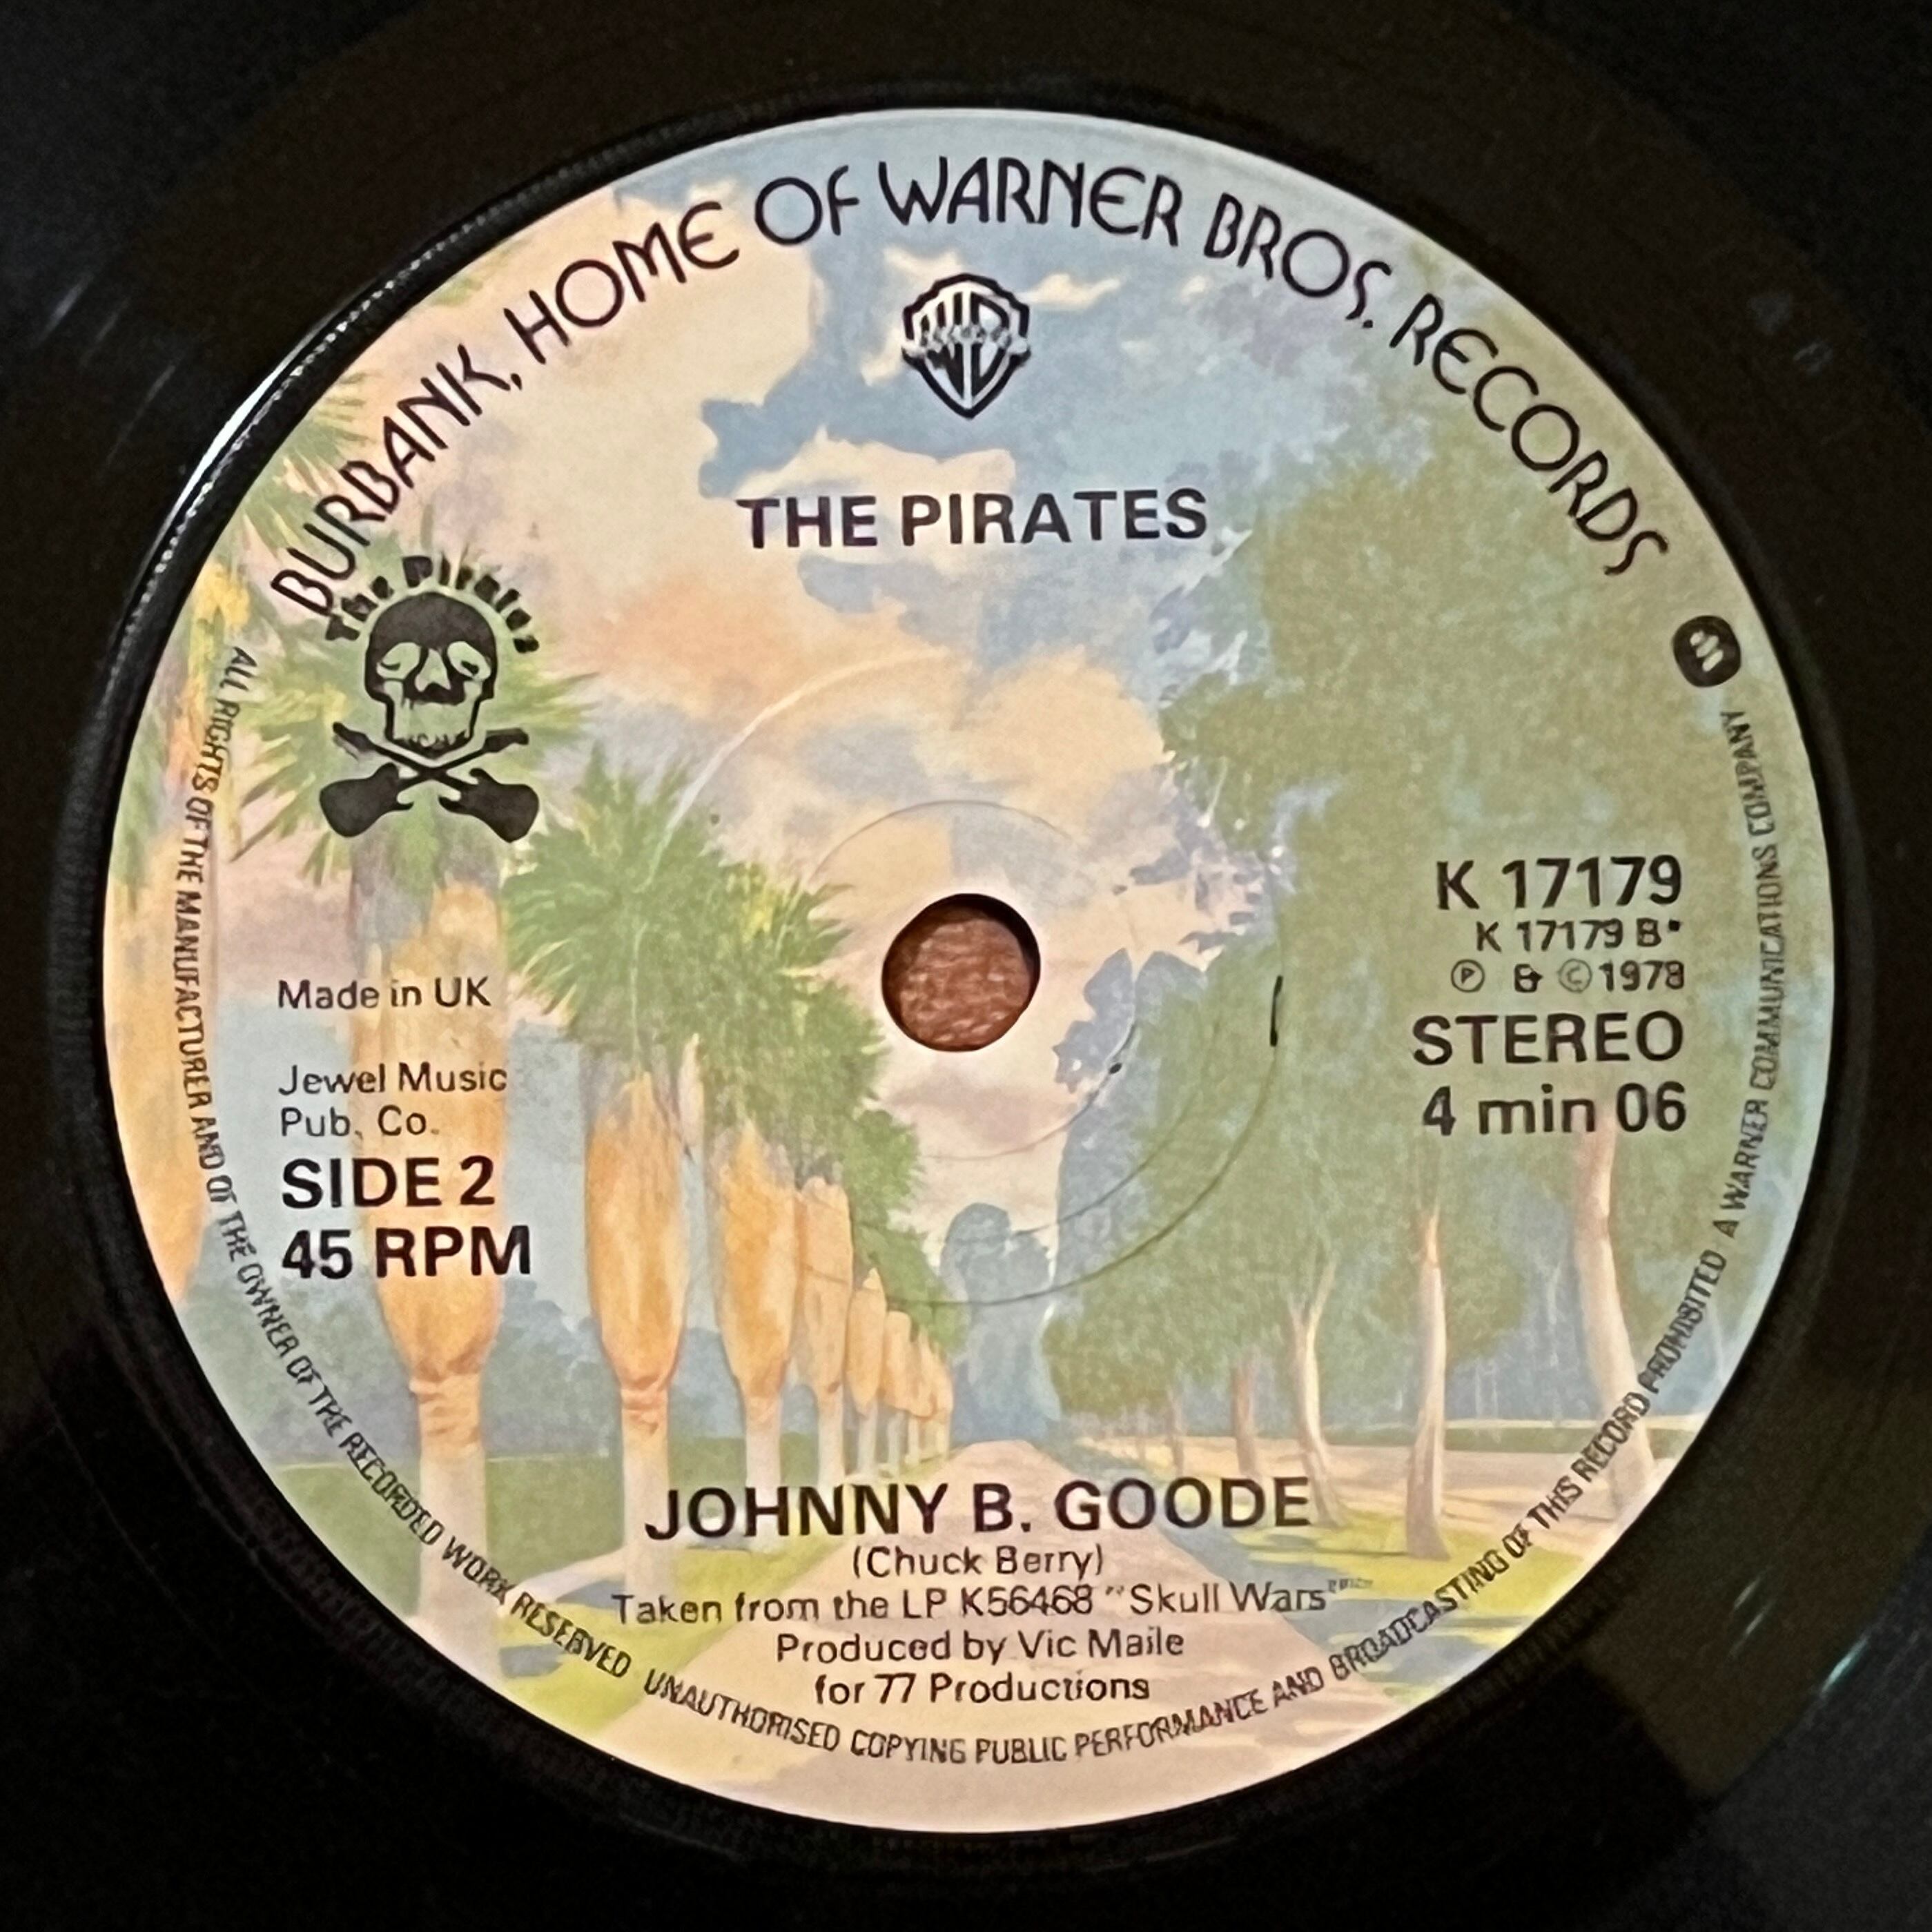 BURBANK, HOME OF WARNER BROS. RECORDS
THE PIRATES
The Pirates
K 17179
K 17179 B*
Ⓟ & © 1978
STEREO
4 min 06
Made in UK
Jewel Music
Pub. Co.
SIDE 2
45 RPM
JOHNNY B. GOODE
(Chuck Berry)
Taken from the LP K56468 "Skull Wars"
Produced by Vic Maile
for 77 Productions
ALL RIGHTS OF THE MANUFACTURER AND OF THE OWNER OF THE RECORDED WORK RESERVED UNAUTHORISED COPYING PUBLIC PERFORMANCE AND BROADCASTING OF THIS RECORD PROHIBITED A WARNER COMMUNICATIONS COMPANY